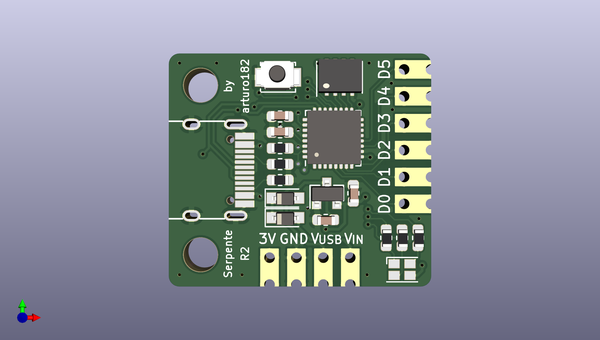 by
arturo182
D5
D4
D3
D2
D1
D0
3V GND VUSB VIN
Serpente
R2